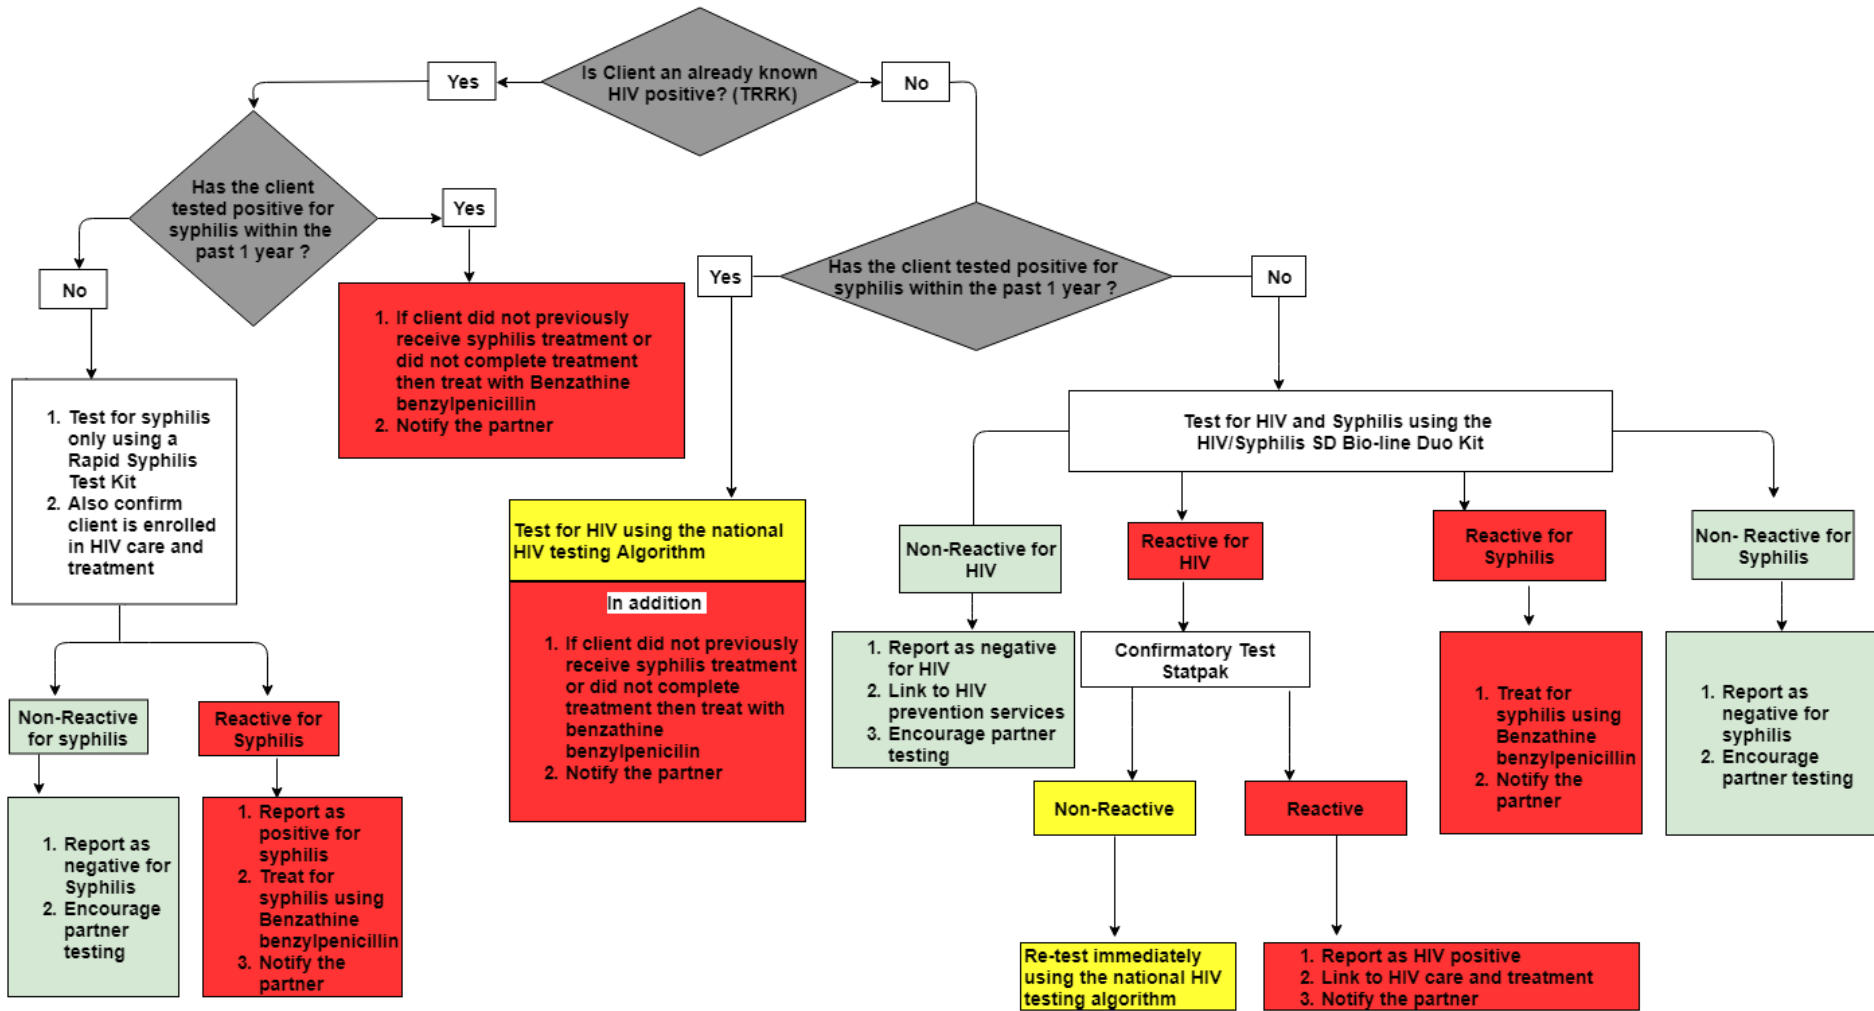 Is Client an already known
HIV positive? (TRRK)
Yes
No
Has the client
tested positive for
syphilis within the
past 1 year ?
Yes
No
Has the client tested positive for
syphilis within the past 1 year ?
Yes
No
1. If client did not previously
receive syphilis treatment or
did not complete treatment
then treat with Benzathine
benzylpenicillin
2. Notify the partner
1. Test for syphilis
only using a
Rapid Syphilis
Test Kit
2. Also confirm
client is enrolled
in HIV care and
treatment
Test for HIV and Syphilis using the
HIV/Syphilis SD Bio-line Duo Kit
Test for HIV using the national
HIV testing Algorithm
In addition
1. If client did not previously
receive syphilis treatment
or did not complete
treatment then treat with
benzathine
benzylpenicilin
2. Notify the partner
Non-Reactive for
HIV
Reactive for
HIV
Reactive for
Syphilis
Non- Reactive for
Syphilis
1. Report as negative
for HIV
2. Link to HIV
prevention services
3. Encourage partner
testing
Confirmatory Test
Statpak
1. Treat for
syphilis using
Benzathine
benzylpenicillin
2. Notify the
partner
1. Report as
negative for
syphilis
2. Encourage
partner testing
Non-Reactive
for syphilis
Reactive for
Syphilis
Non-Reactive
Reactive
1. Report as
negative for
Syphilis
2. Encourage
partner
testing
1. Report as
positive for
syphilis
2. Treat for
syphilis using
Benzathine
benzylpenicillin
3. Notify the
partner
Re-test immediately
using the national HIV
testing algorithm
1. Report as HIV positive
2. Link to HIV care and treatment
3. Notify the partner